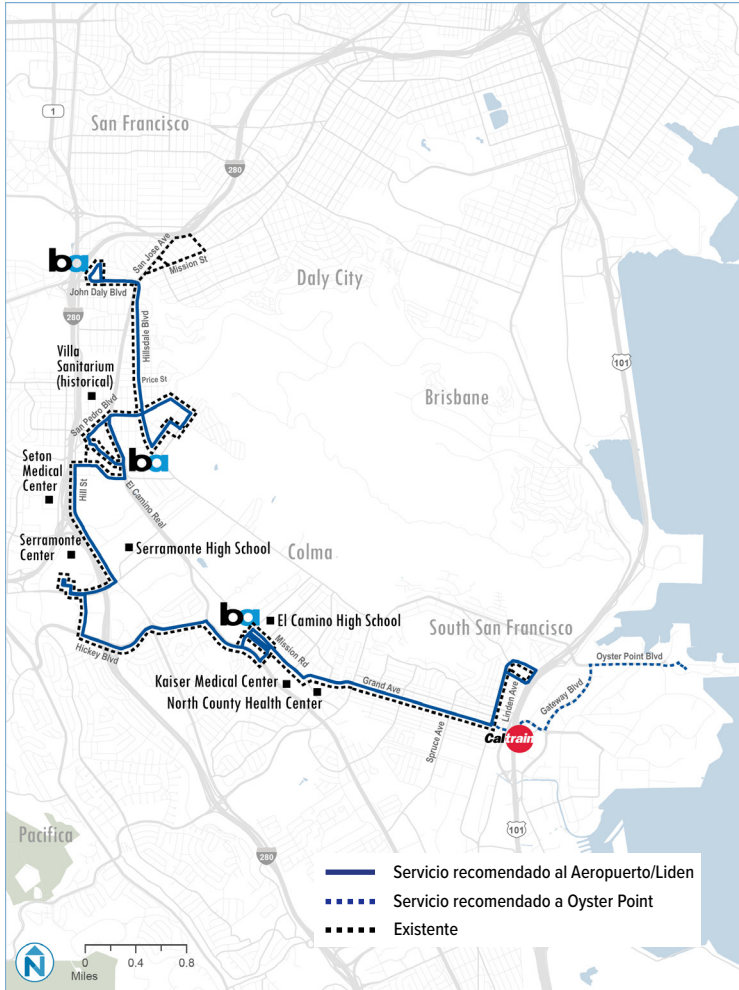 1
San Francisco
280
San Jose Ave
Mission St
ba
John Daly Blvd
Daly City
280
Hillsdale Blvd
101
Villa
Sanitarium
(historical)
Price St
Brisbane
San Pedro Blvd
ba
Seton
Medical
Center
Hill St
El Camino Real
Serramonte
Center
Serramonte High School
Colma
ba
El Camino High School
South San Francisco
Hickey Blvd
Mission Rd
Oyster Point Blvd
Kaiser Medical Center
North County Health Center
Grand Ave
Linden Ave
Gateway Blvd
Spruce Ave
Caltrain
101
Pacifica
280
Servicio recomendado al Aeropuerto/Liden
Servicio recomendado a Oyster Point
Existente
N
0 0.4 0.8
Miles